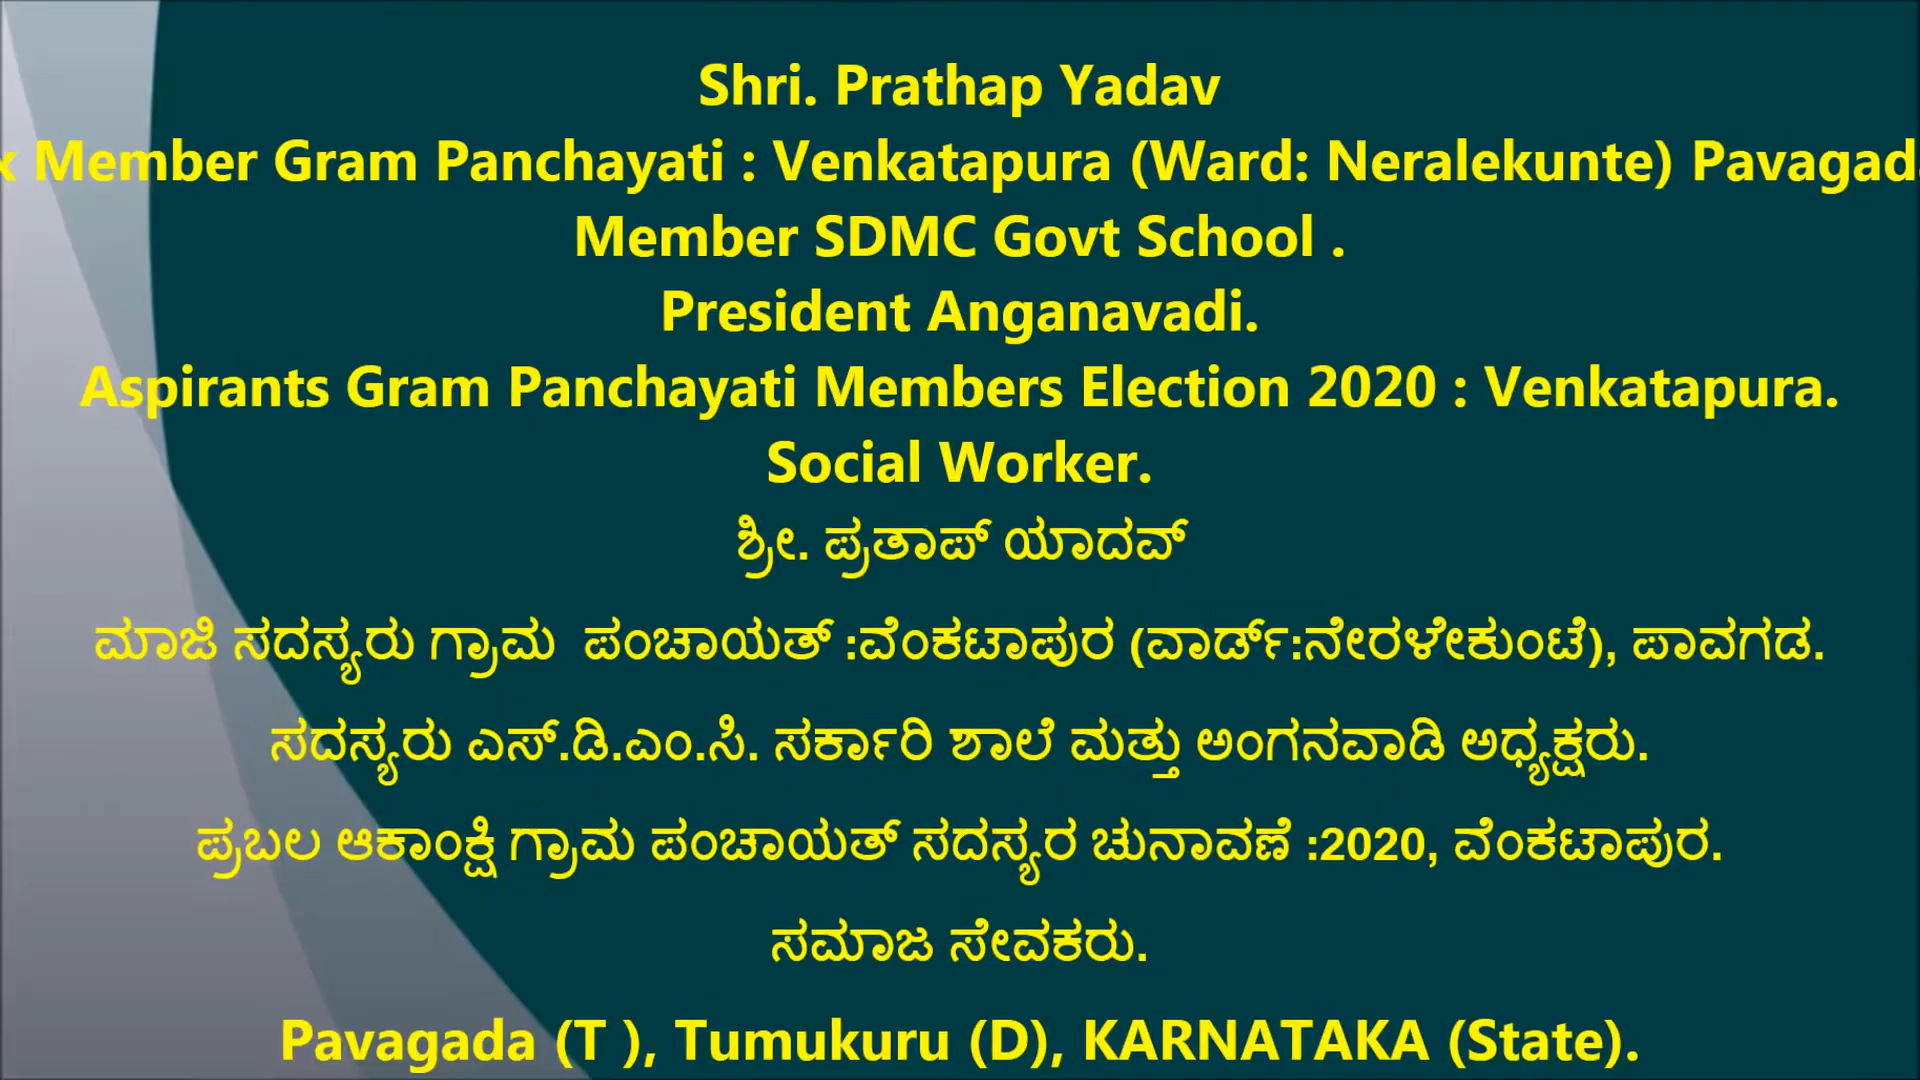 Shri. Prathap Yadav
x Member Gram Panchayati : Venkatapura (Ward: Neralekunte) Pavagada
Member SDMC Govt School .
President Anganavadi.
Aspirants Gram Panchayati Members Election 2020 : Venkatapura.
Social Worker.
ಶ್ರೀ. ಪ್ರತಾಪ್ ಯಾದವ್
ಮಾಜಿ ಸದಸ್ಯರು ಗ್ರಾಮ ಪಂಚಾಯತ್ :ವೆಂಕಟಾಪುರ (ವಾರ್ಡ್:ನೇರಳೇಕುಂಟೆ), ಪಾವಗಡ.
ಸದಸ್ಯರು ಎಸ್.ಡಿ.ಎಂ.ಸಿ. ಸರ್ಕಾರಿ ಶಾಲೆ ಮತ್ತು ಅಂಗನವಾಡಿ ಅಧ್ಯಕ್ಷರು.
ಪ್ರಬಲ ಆಕಾಂಕ್ಷಿ ಗ್ರಾಮ ಪಂಚಾಯತ್ ಸದಸ್ಯರ ಚುನಾವಣೆ :2020, ವೆಂಕಟಾಪುರ.
ಸಮಾಜ ಸೇವಕರು.
Pavagada (T ), Tumukuru (D), KARNATAKA (State).